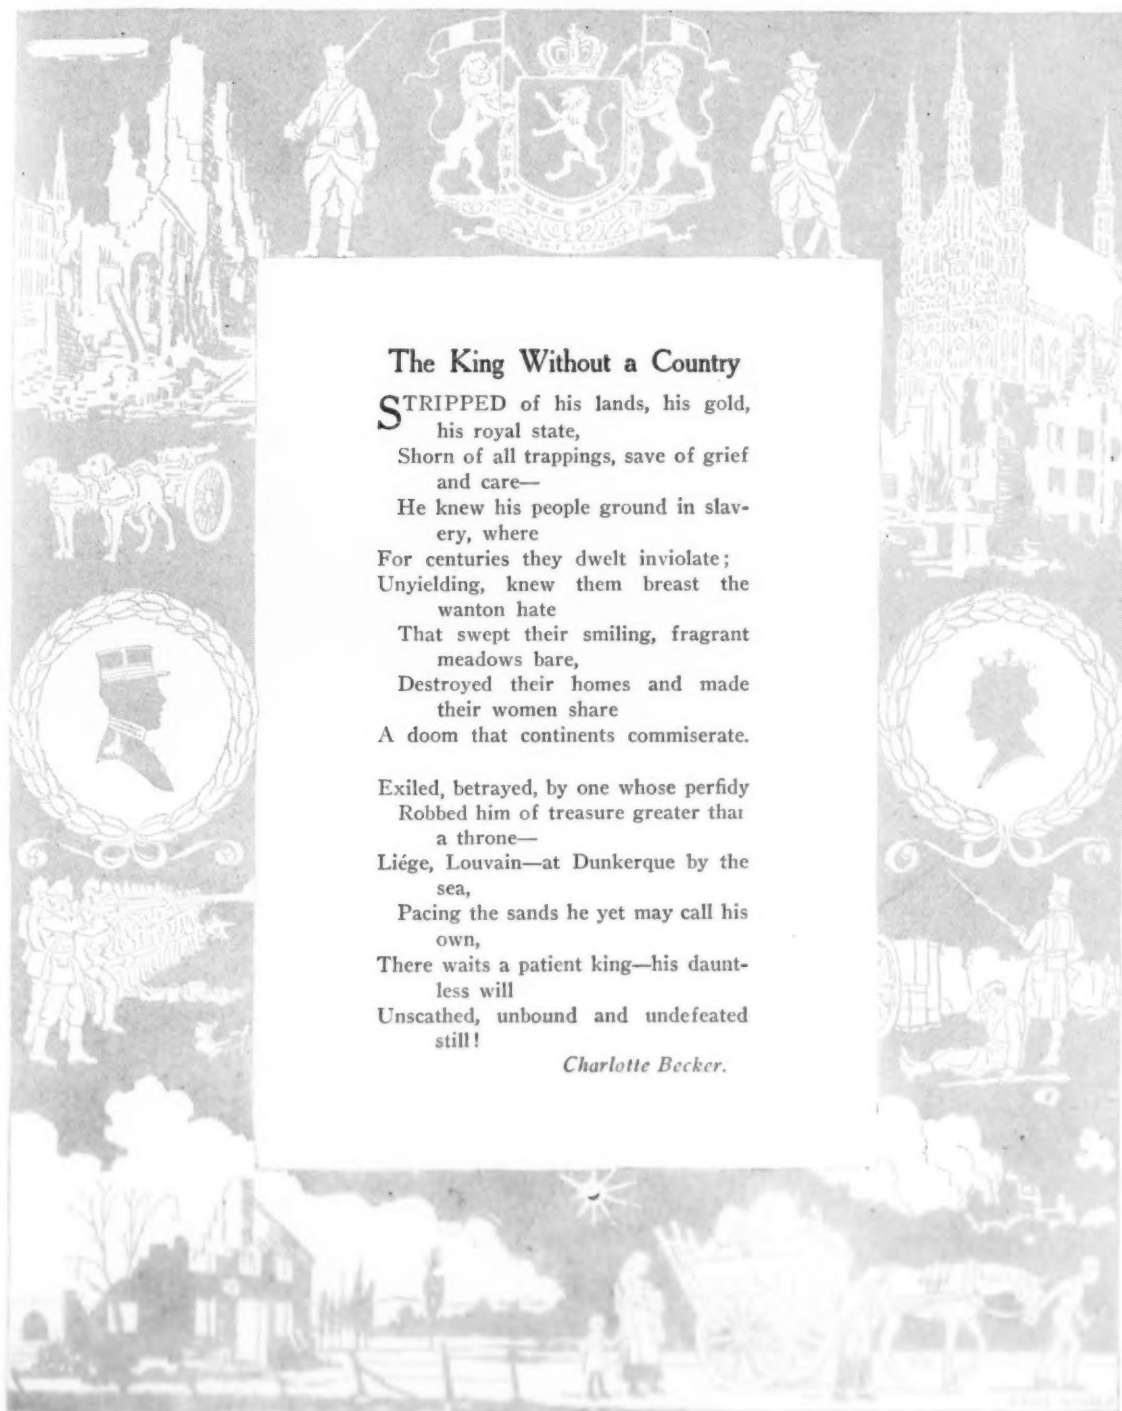 The King Without a Country
STRIPPED of his lands, his gold,
his royal state,
Shorn of all trappings, save of grief
and care—
He knew his people ground in slav-
ery, where
For centuries they dwelt inviolate;
Unyielding, knew them breast the
wanton hate
That swept their smiling, fragrant
meadows bare,
Destroyed their homes and made
their women share
A doom that continents commiserate.
Exiled, betrayed, by one whose perfidy
Robbed him of treasure greater than
a throne—
Liége, Louvain—at Dunkerque by the
sea,
Pacing the sands he yet may call his
own,
There waits a patient king—his daunt-
less will
Unscathed, unbound and undefeated
still!
Charlotte Becker.